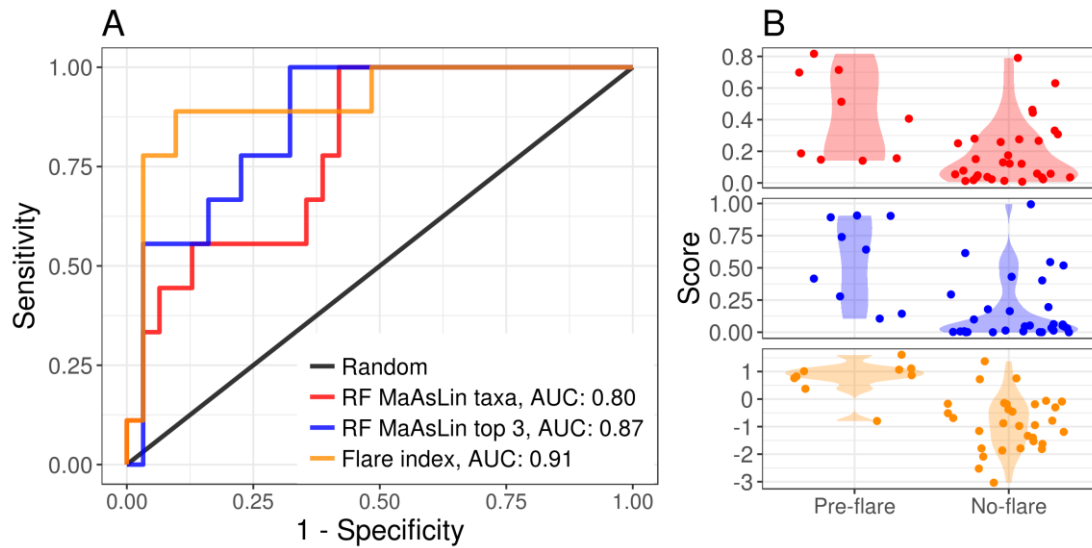 A
1.00
0.75
0.50
0.25
0.00
Sensitivity
0.00 0.25 0.50 0.75 1.00
1 - Specificity
Random
RF MaAsLin taxa, AUC: 0.80
RF MaAsLin top 3, AUC: 0.87
Flare index, AUC: 0.91
B
Score
0.8
0.6
0.4
0.2
0.0
1.00
0.75
0.50
0.25
0.00
1
0
-1
-2
-3
Pre-flare No-flare